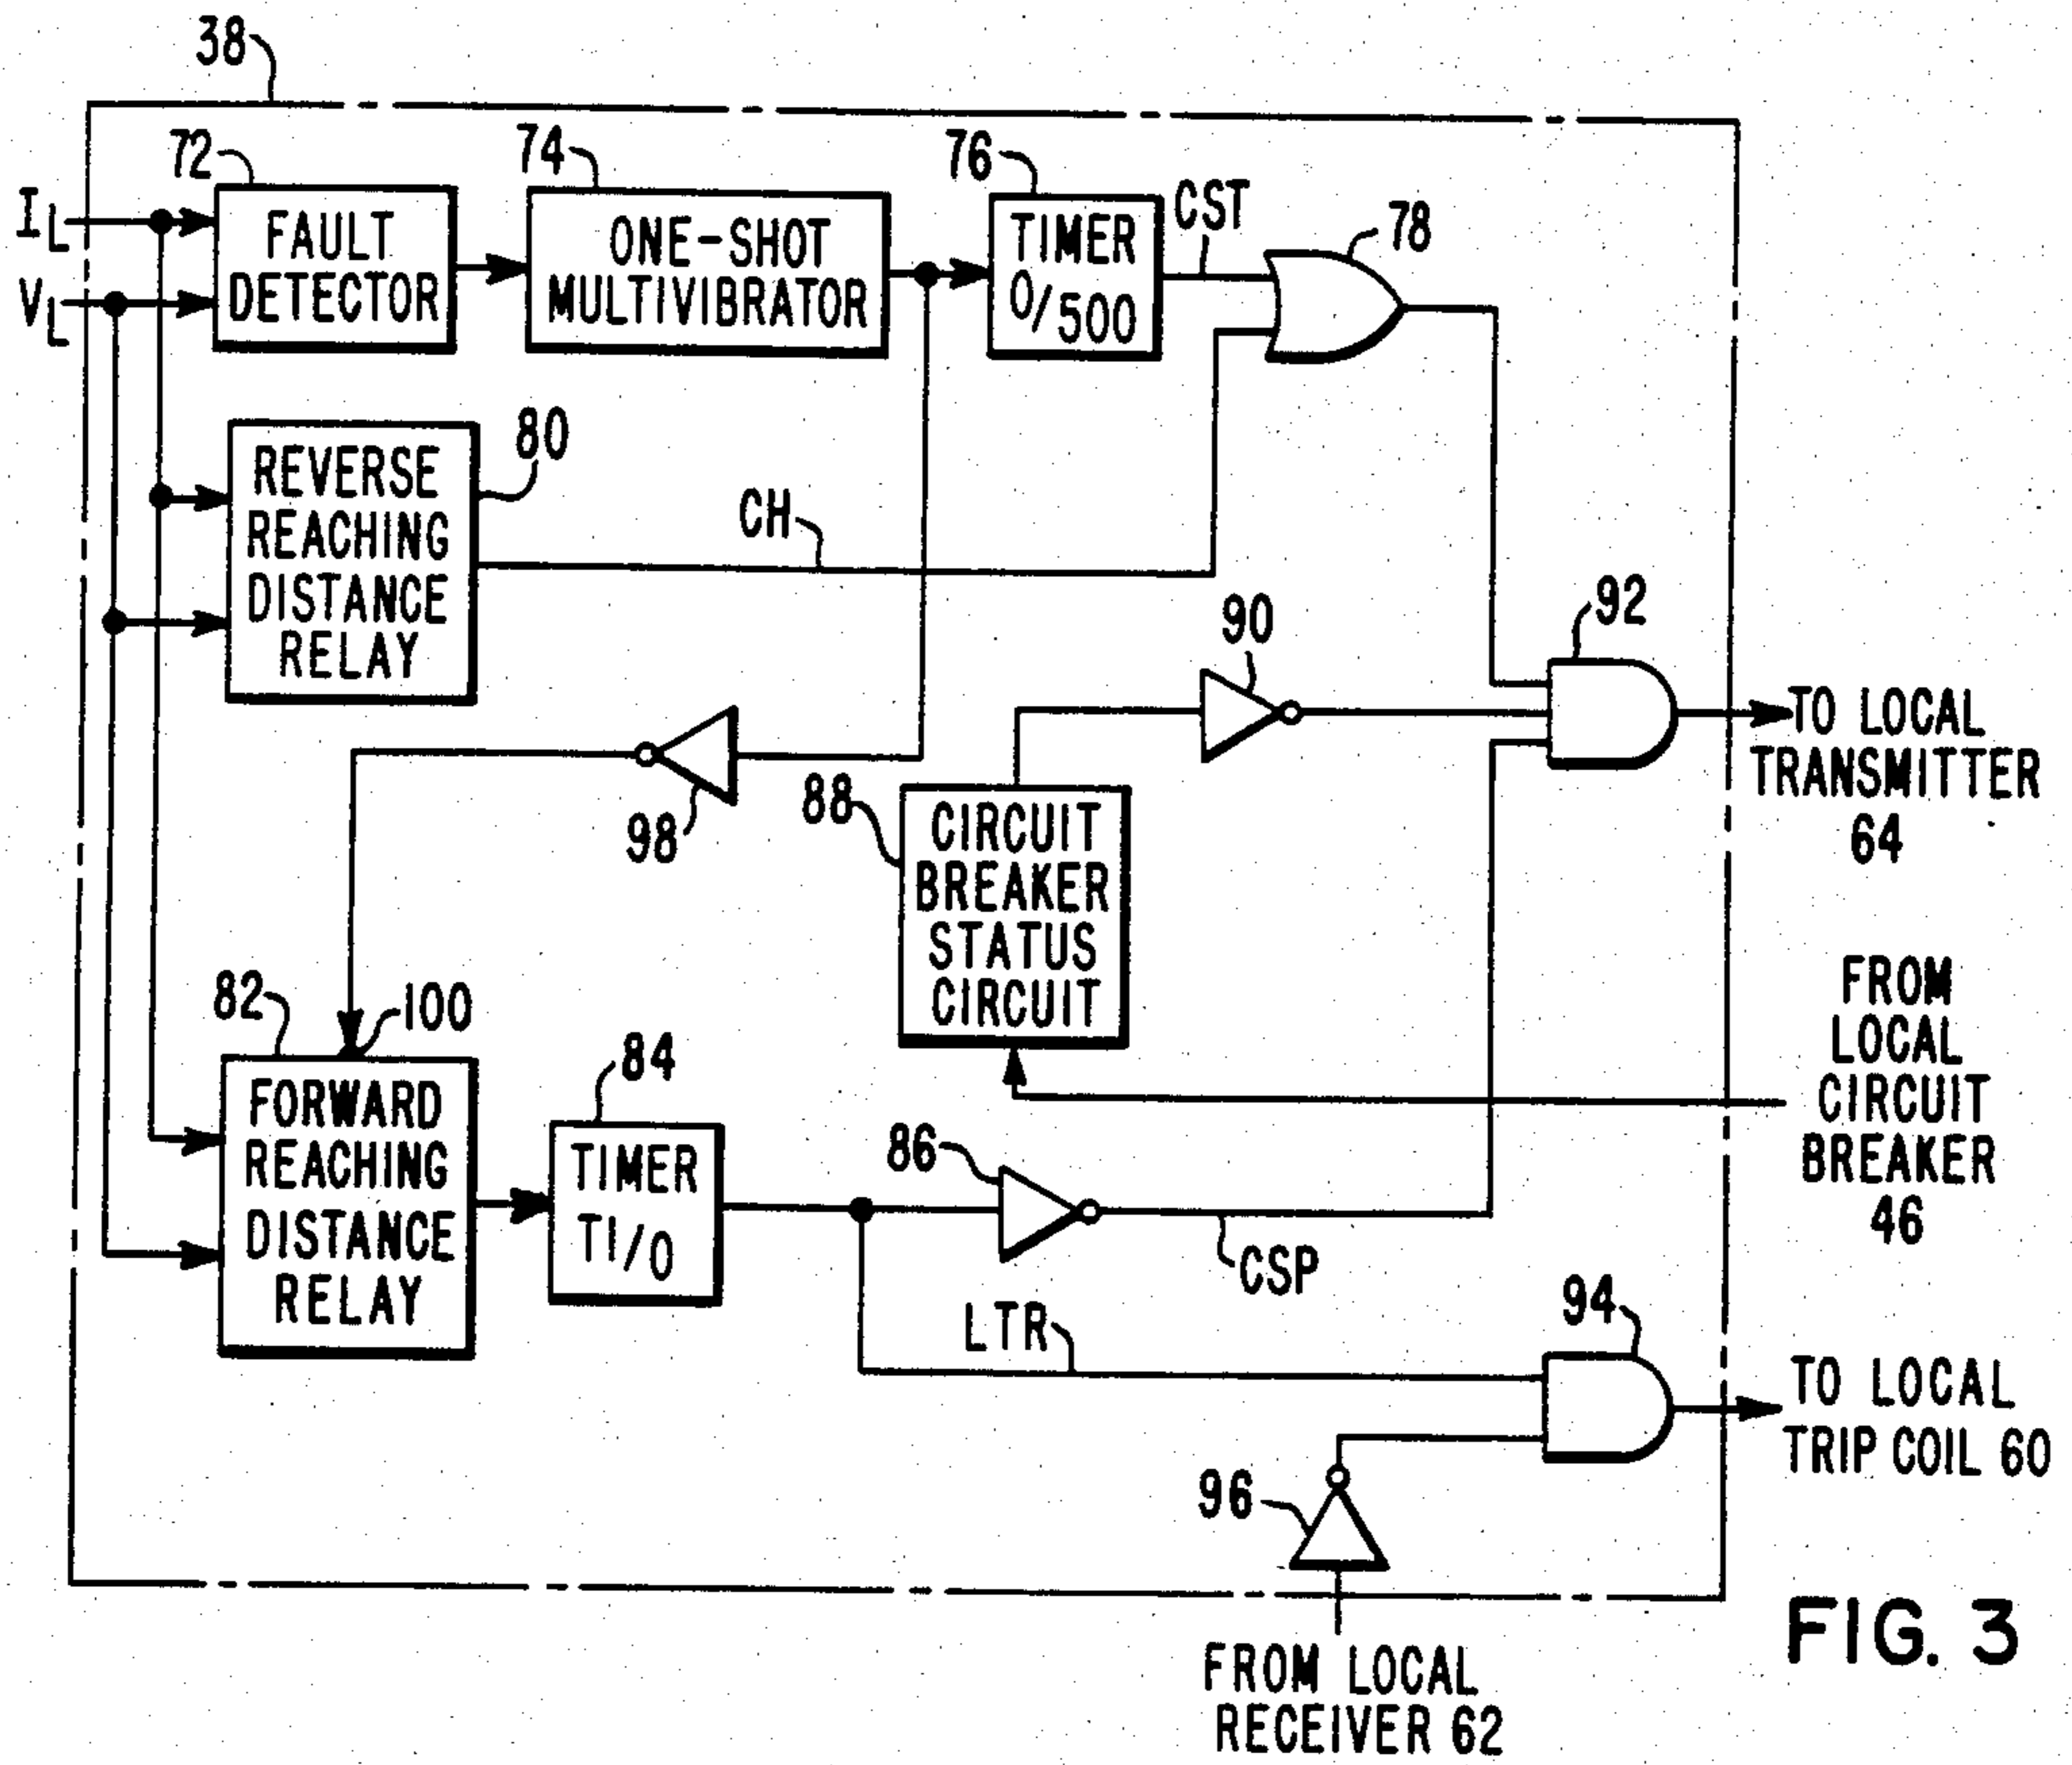 38
72
74
76
CST
78
IL
VL
FAULT
DETECTOR
ONE-SHOT
MULTIVIBRATOR
TIMER
0/500
80
REVERSE
REACHING
DISTANCE
RELAY
CH
90
92
TO LOCAL
TRANSMITTER
64
98
88
CIRCUIT
BREAKER
STATUS
CIRCUIT
FROM
LOCAL
CIRCUIT
BREAKER
46
82
100
84
FORWARD
REACHING
DISTANCE
RELAY
TIMER
T1/0
86
CSP
LTR
94
TO LOCAL
TRIP COIL 60
96
FROM LOCAL
RECEIVER 62
FIG. 3